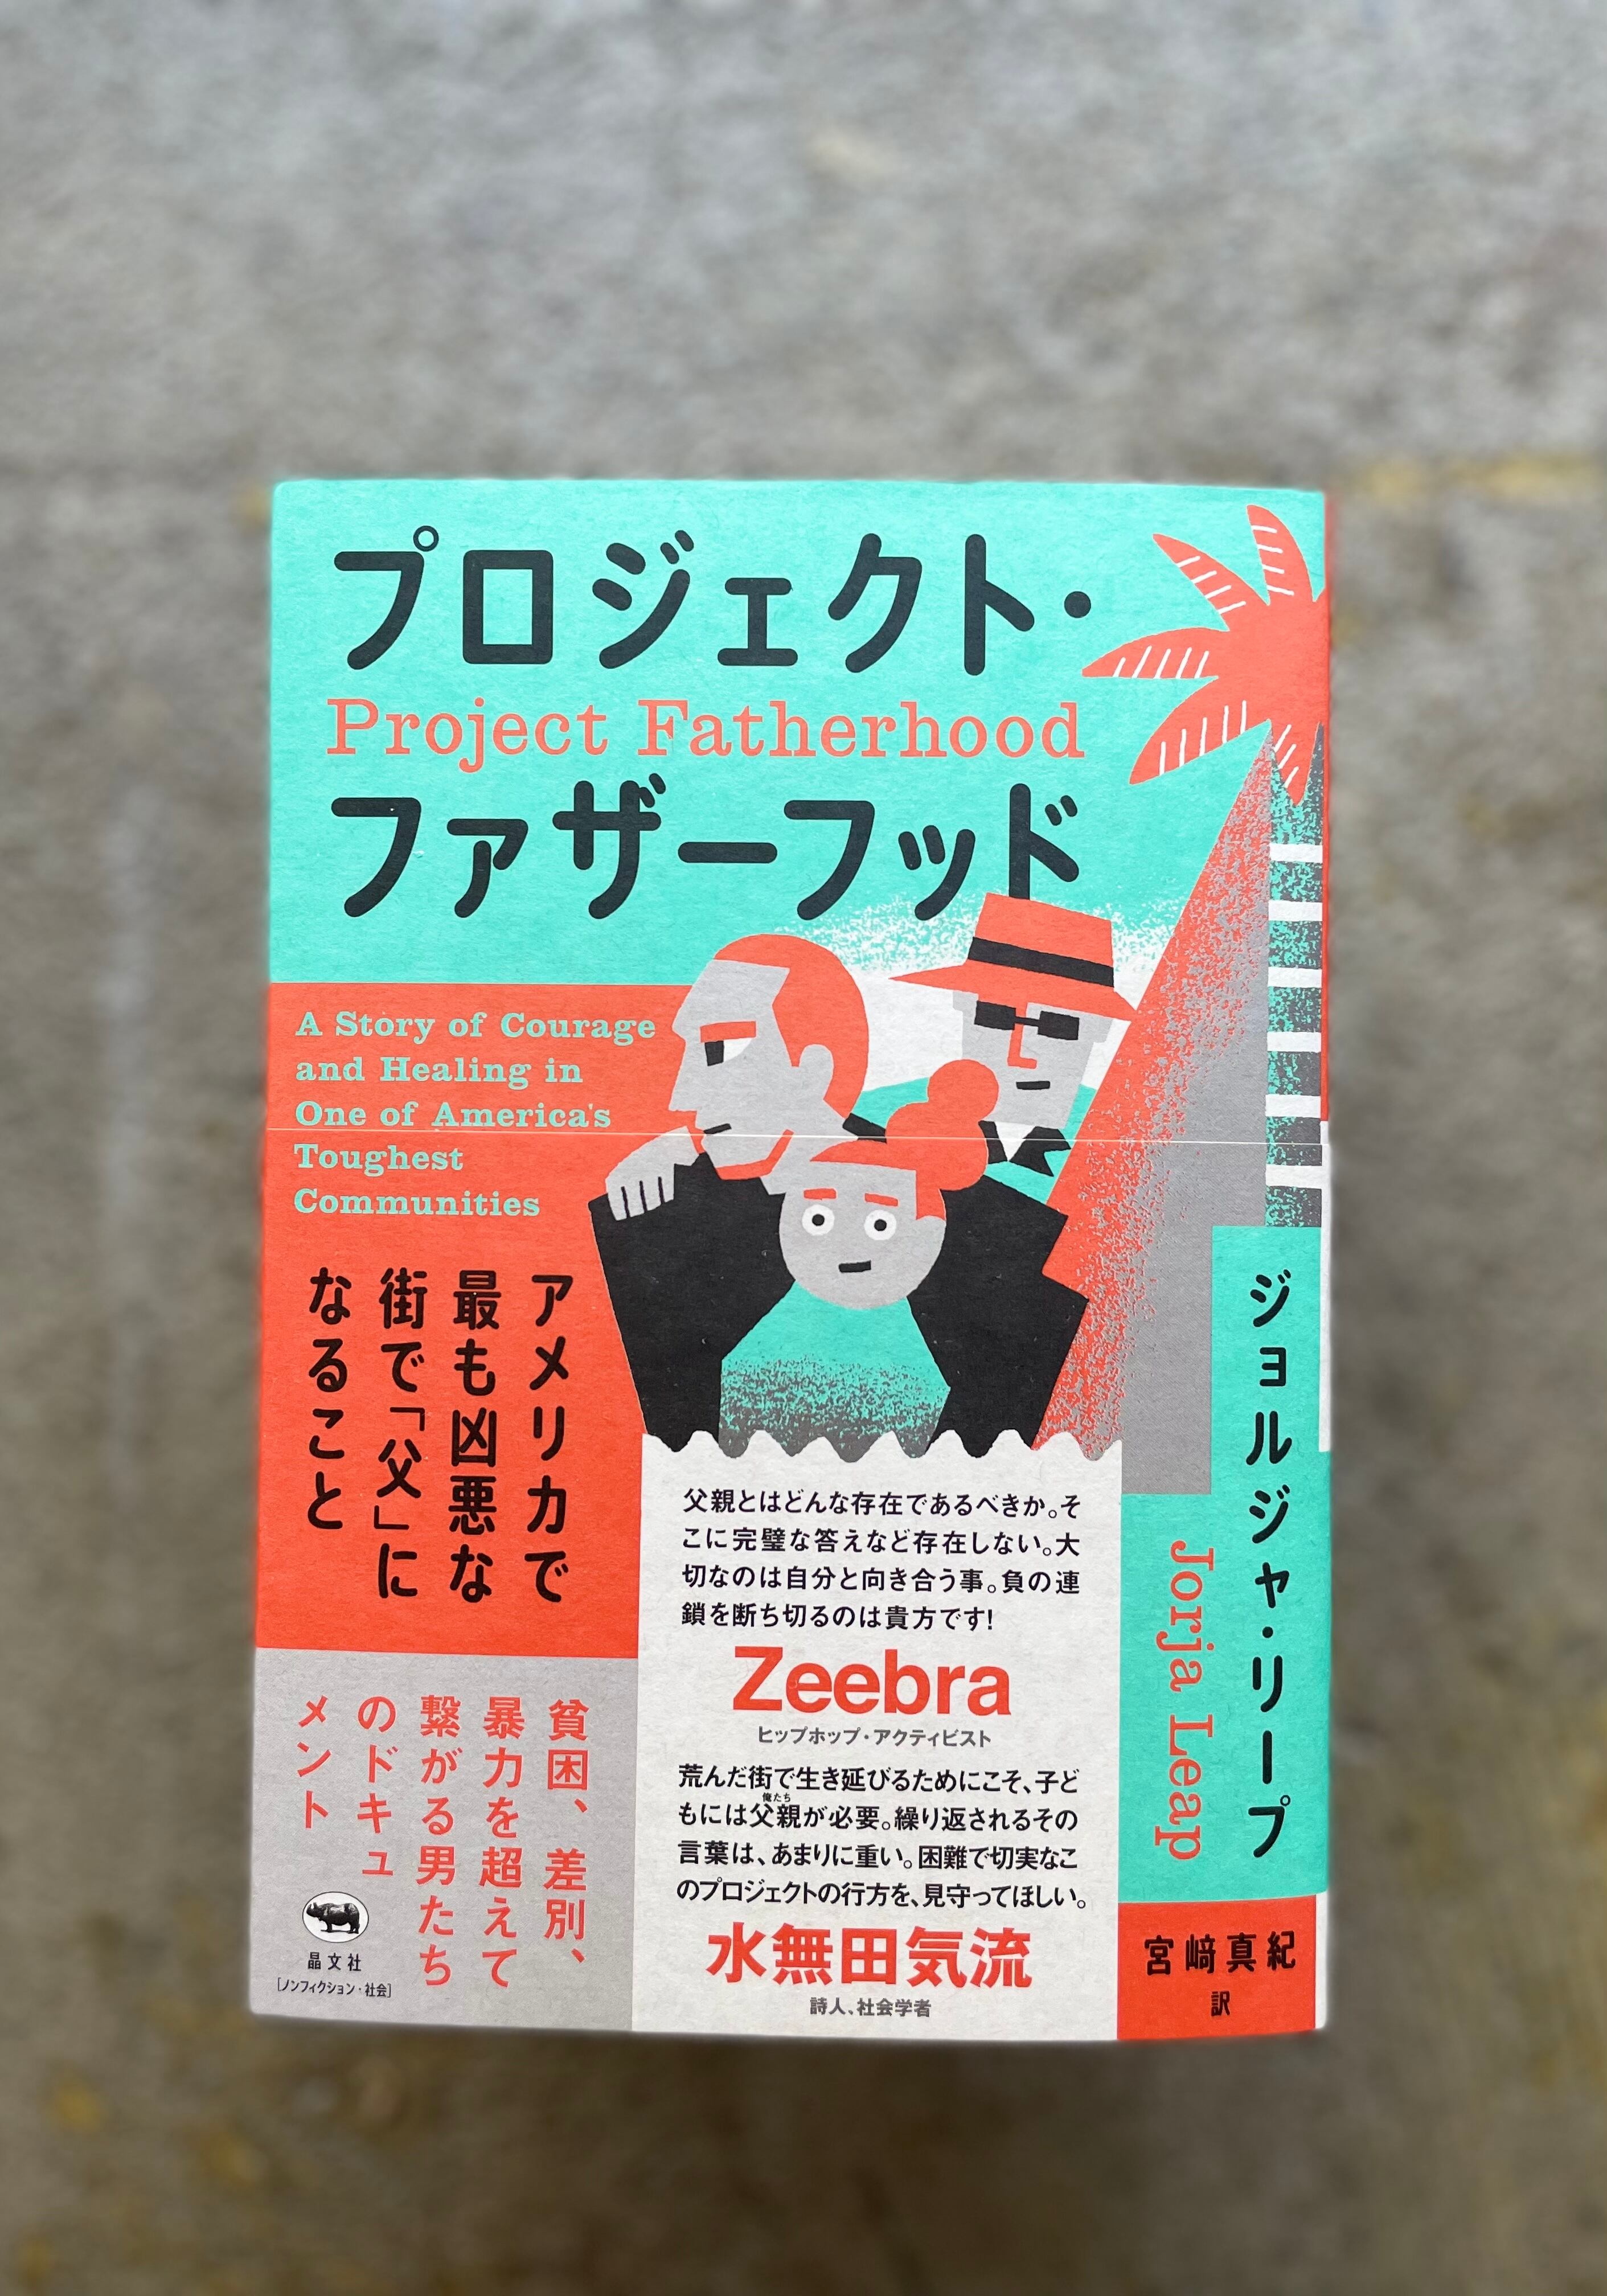 プロジェクト・
Project Fatherhood
ファザーフッド
A Story of Courage
and Healing in
One of America's
Toughest
Communities
アメリカで
最も凶悪な
街で「父」に
なること
ジョルジャ・リープ
Jorja Leap
宮﨑真紀
訳
父親とはどんな存在であるべきか。そ
こに完璧な答えなど存在しない。大
切なのは自分と向き合う事。負の連
鎖を断ち切るのは貴方です!
Zeebra
ヒップホップ・アクティビスト
荒んだ街で生き延びるためにこそ、子ど
俺たち
もには父親が必要。繰り返されるその
言葉は、あまりに重い。困難で切実なこ
のプロジェクトの行方を、見守ってほしい。
水無田気流
詩人、社会学者
貧困、差別、
暴力を超えて
繋がる男たち
のドキュ
メント
晶文社
[ノンフィクション・社会]